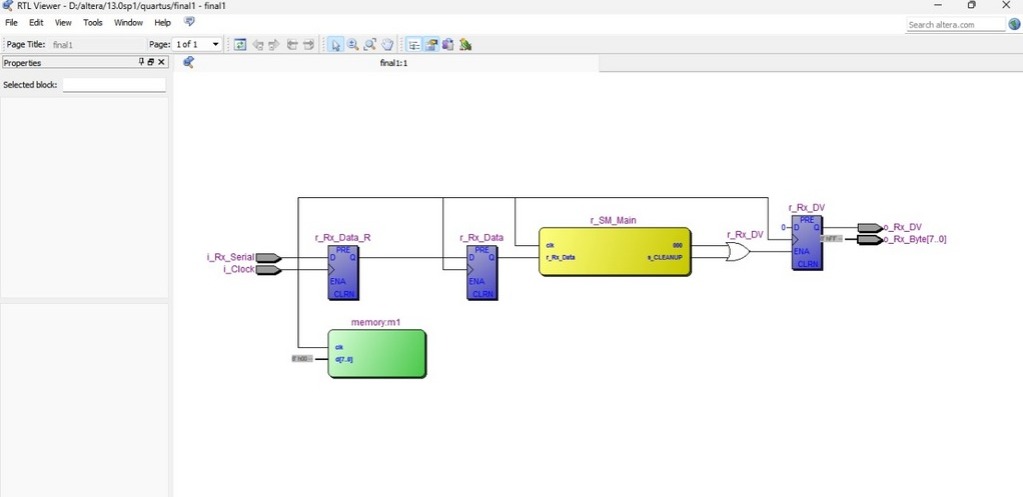 RTL Viewer - D:/altera/13.0sp1/quartus/final1 - final1
File Edit View Tools Window Help
Search altera.com
Page Title: final1 Page: 1 of 1
Properties
final1:1
Selected block:
r_Rx_DV
r_SM_Main
PRE
D Q
0
ENA
CLRN
o_Rx_DV
o_Rx_Byte[7..0]
r_Rx_Data_R
r_Rx_Data
r_Rx_DV
i_Rx_Serial
i_Clock
PRE
D Q
ENA
CLRN
PRE
D Q
ENA
CLRN
clk 000
r_Rx_Data s_CLEANUP
memory:m1
clk
d[7..0]